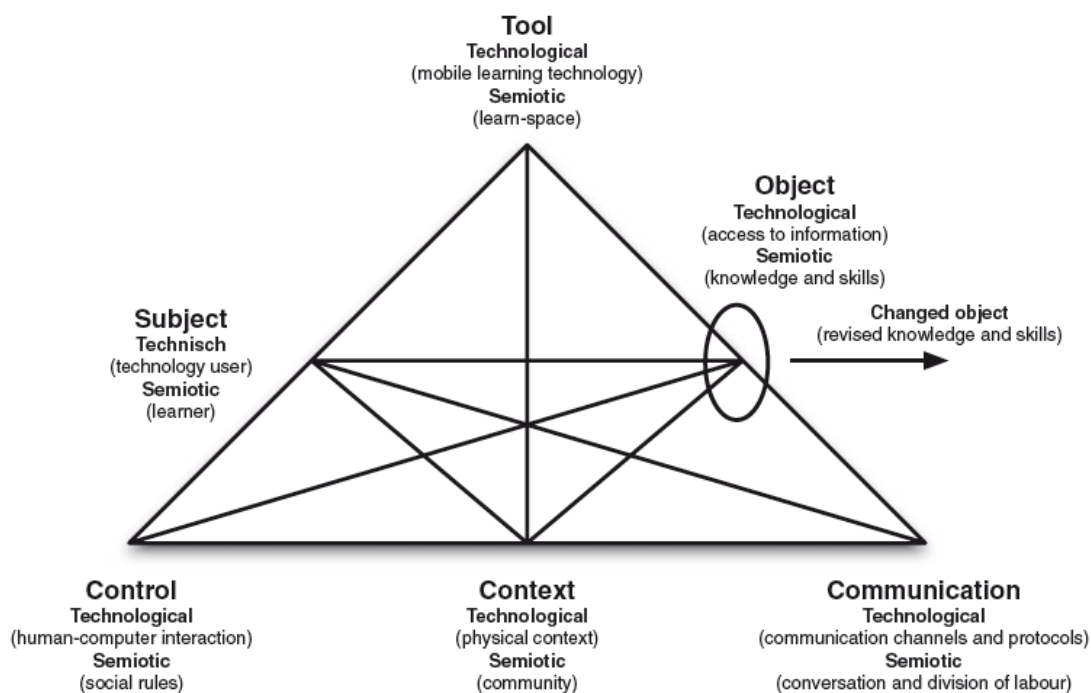 Tool
Technological
(mobile learning technology)
Semiotic
(learn-space)
Object
Technological
(access to information)
Semiotic
(knowledge and skills)
Changed object
(revised knowledge and skills)
Subject
Technisch
(technology user)
Semiotic
(learner)
Control
Technological
(human-computer interaction)
Semiotic
(social rules)
Context
Technological
(physical context)
Semiotic
(community)
Communication
Technological
(communication channels and protocols)
Semiotic
(conversation and division of labour)